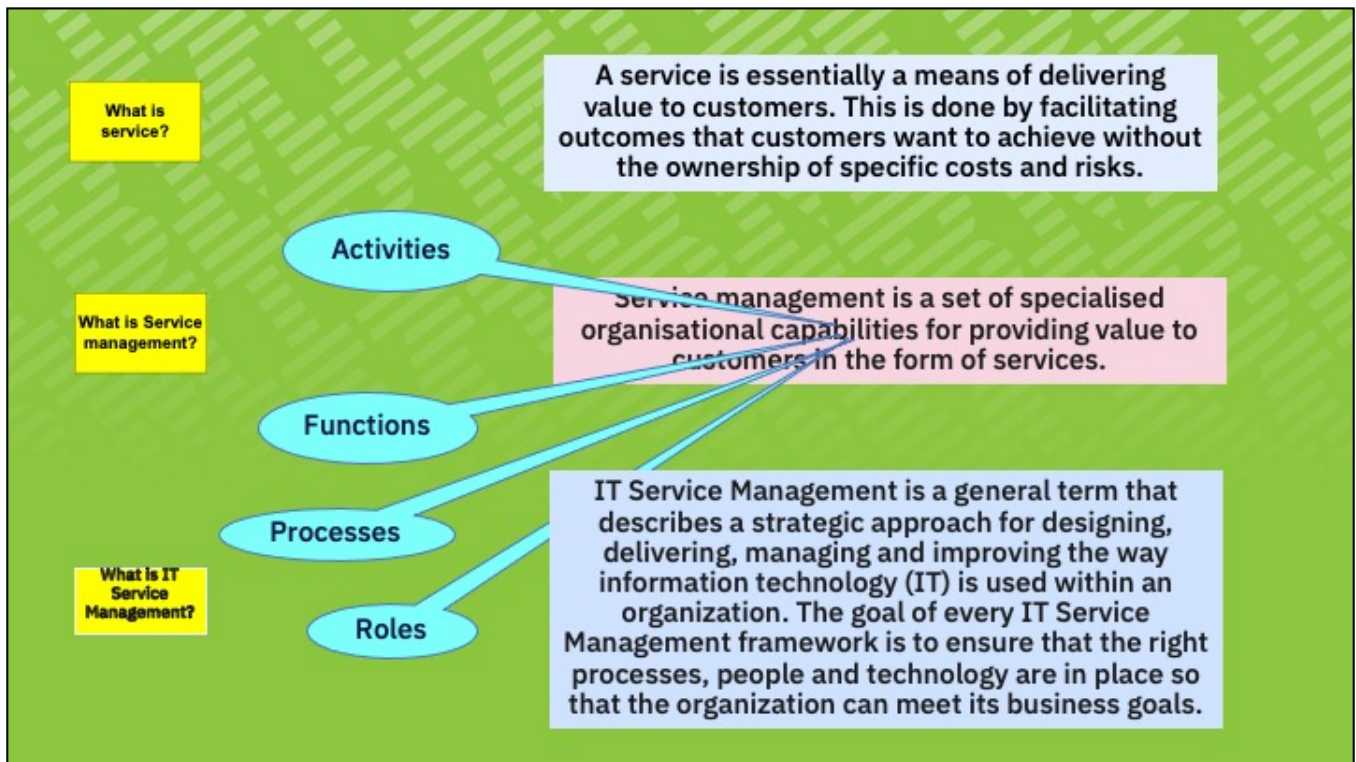 What is
service?
A service is essentially a means of delivering
value to customers. This is done by facilitating
outcomes that customers want to achieve without
the ownership of specific costs and risks.
Activities
What is Service
management?
Service management is a set of specialised
organisational capabilities for providing value to
customers in the form of services.
Functions
Processes
Roles
What is IT
Service
Management?
IT Service Management is a general term that
describes a strategic approach for designing,
delivering, managing and improving the way
information technology (IT) is used within an
organization. The goal of every IT Service
Management framework is to ensure that the right
processes, people and technology are in place so
that the organization can meet its business goals.